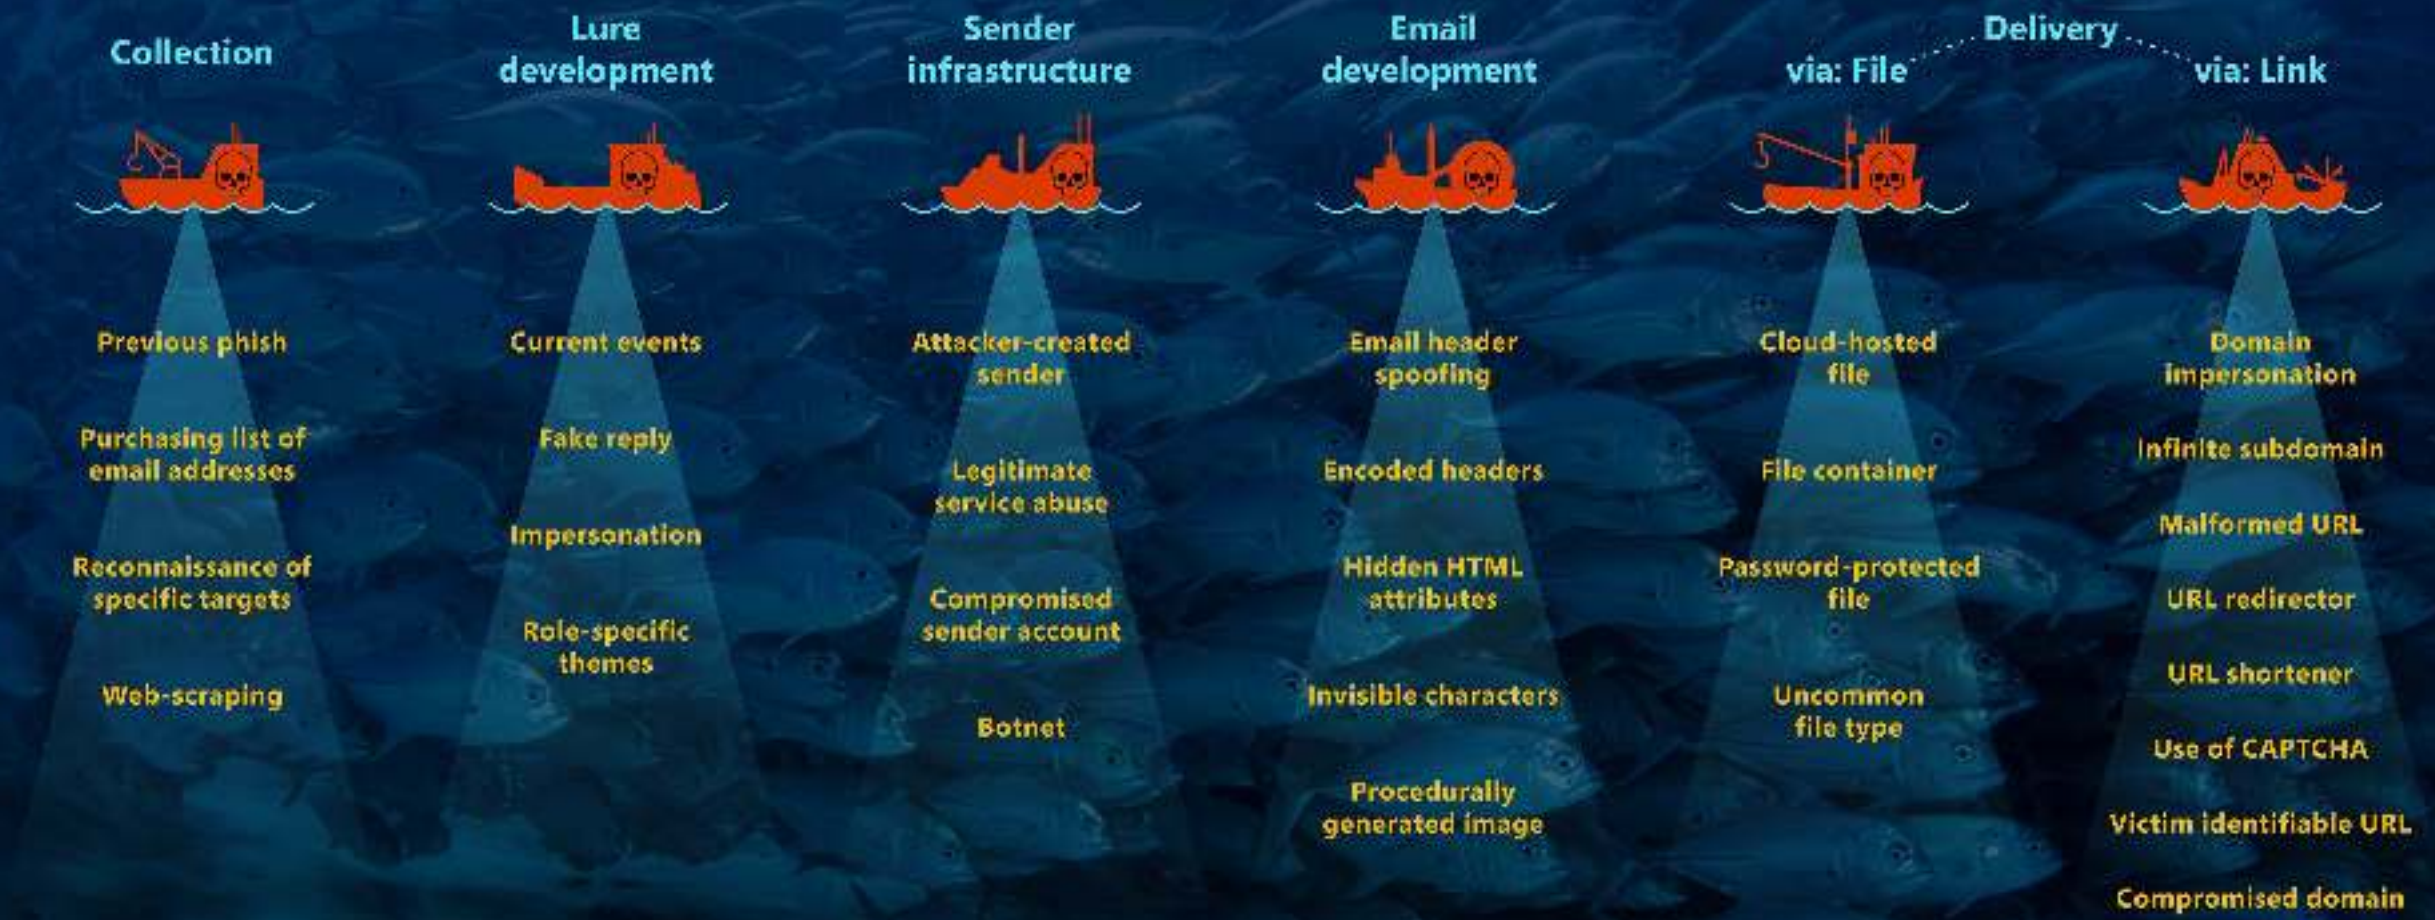 Collection
Previous phish
Purchasing list of
email addresses
Reconnaissance of
specific targets
Web-scraping
Lure
development
Current events
Fake reply
Impersonation
Role-specific
themes
Sender
infrastructure
Attacker-created
sender
Legitimate
service abuse
Compromised
sender account
Botnet
Email
development
Email header
spoofing
Encoded headers
Hidden HTML
attributes
Invisible characters
Procedurally
generated image
Delivery
via: File
Cloud-hosted
file
File container
Password-protected
file
Uncommon
file type
via: Link
Domain
impersonation
Infinite subdomain
Malformed URL
URL redirector
URL shortener
Use of CAPTCHA
Victim identifiable URL
Compromised domain